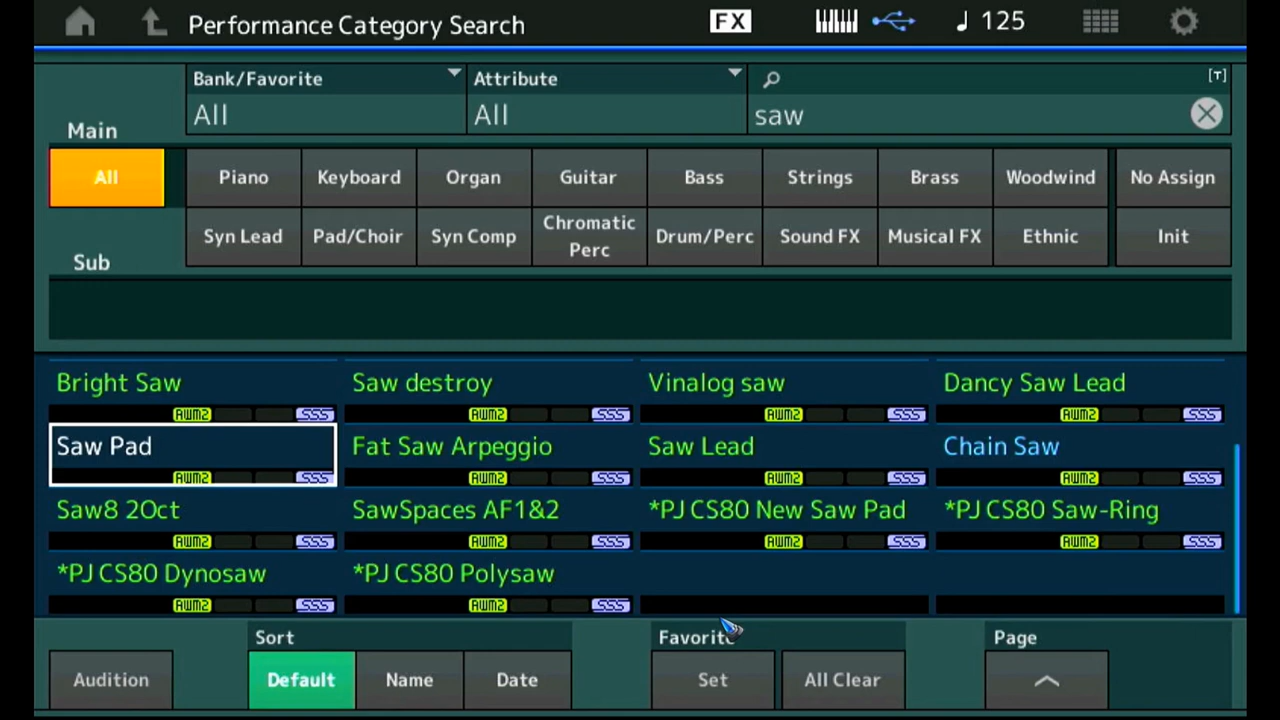 Performance Category Search FX ♩ 125
Bank/Favorite Attribute [T]
All All saw
Main
All Piano Keyboard Organ Guitar Bass Strings Brass Woodwind No Assign
Syn Lead Pad/Choir Syn Comp Chromatic Perc Drum/Perc Sound FX Musical FX Ethnic Init
Sub
Bright Saw Saw destroy Vinalog saw Dancy Saw Lead
AWM2 SSS AWM2 SSS AWM2 SSS AWM2 SSS
Saw Pad Fat Saw Arpeggio Saw Lead Chain Saw
AWM2 SSS AWM2 SSS AWM2 SSS AWM2 SSS
Saw8 2Oct SawSpaces AF1&2 *PJ CS80 New Saw Pad *PJ CS80 Saw-Ring
AWM2 SSS AWM2 SSS AWM2 SSS AWM2 SSS
*PJ CS80 Dynosaw *PJ CS80 Polysaw
AWM2 SSS AWM2 SSS
Sort Favorite Page
Audition Default Name Date Set All Clear